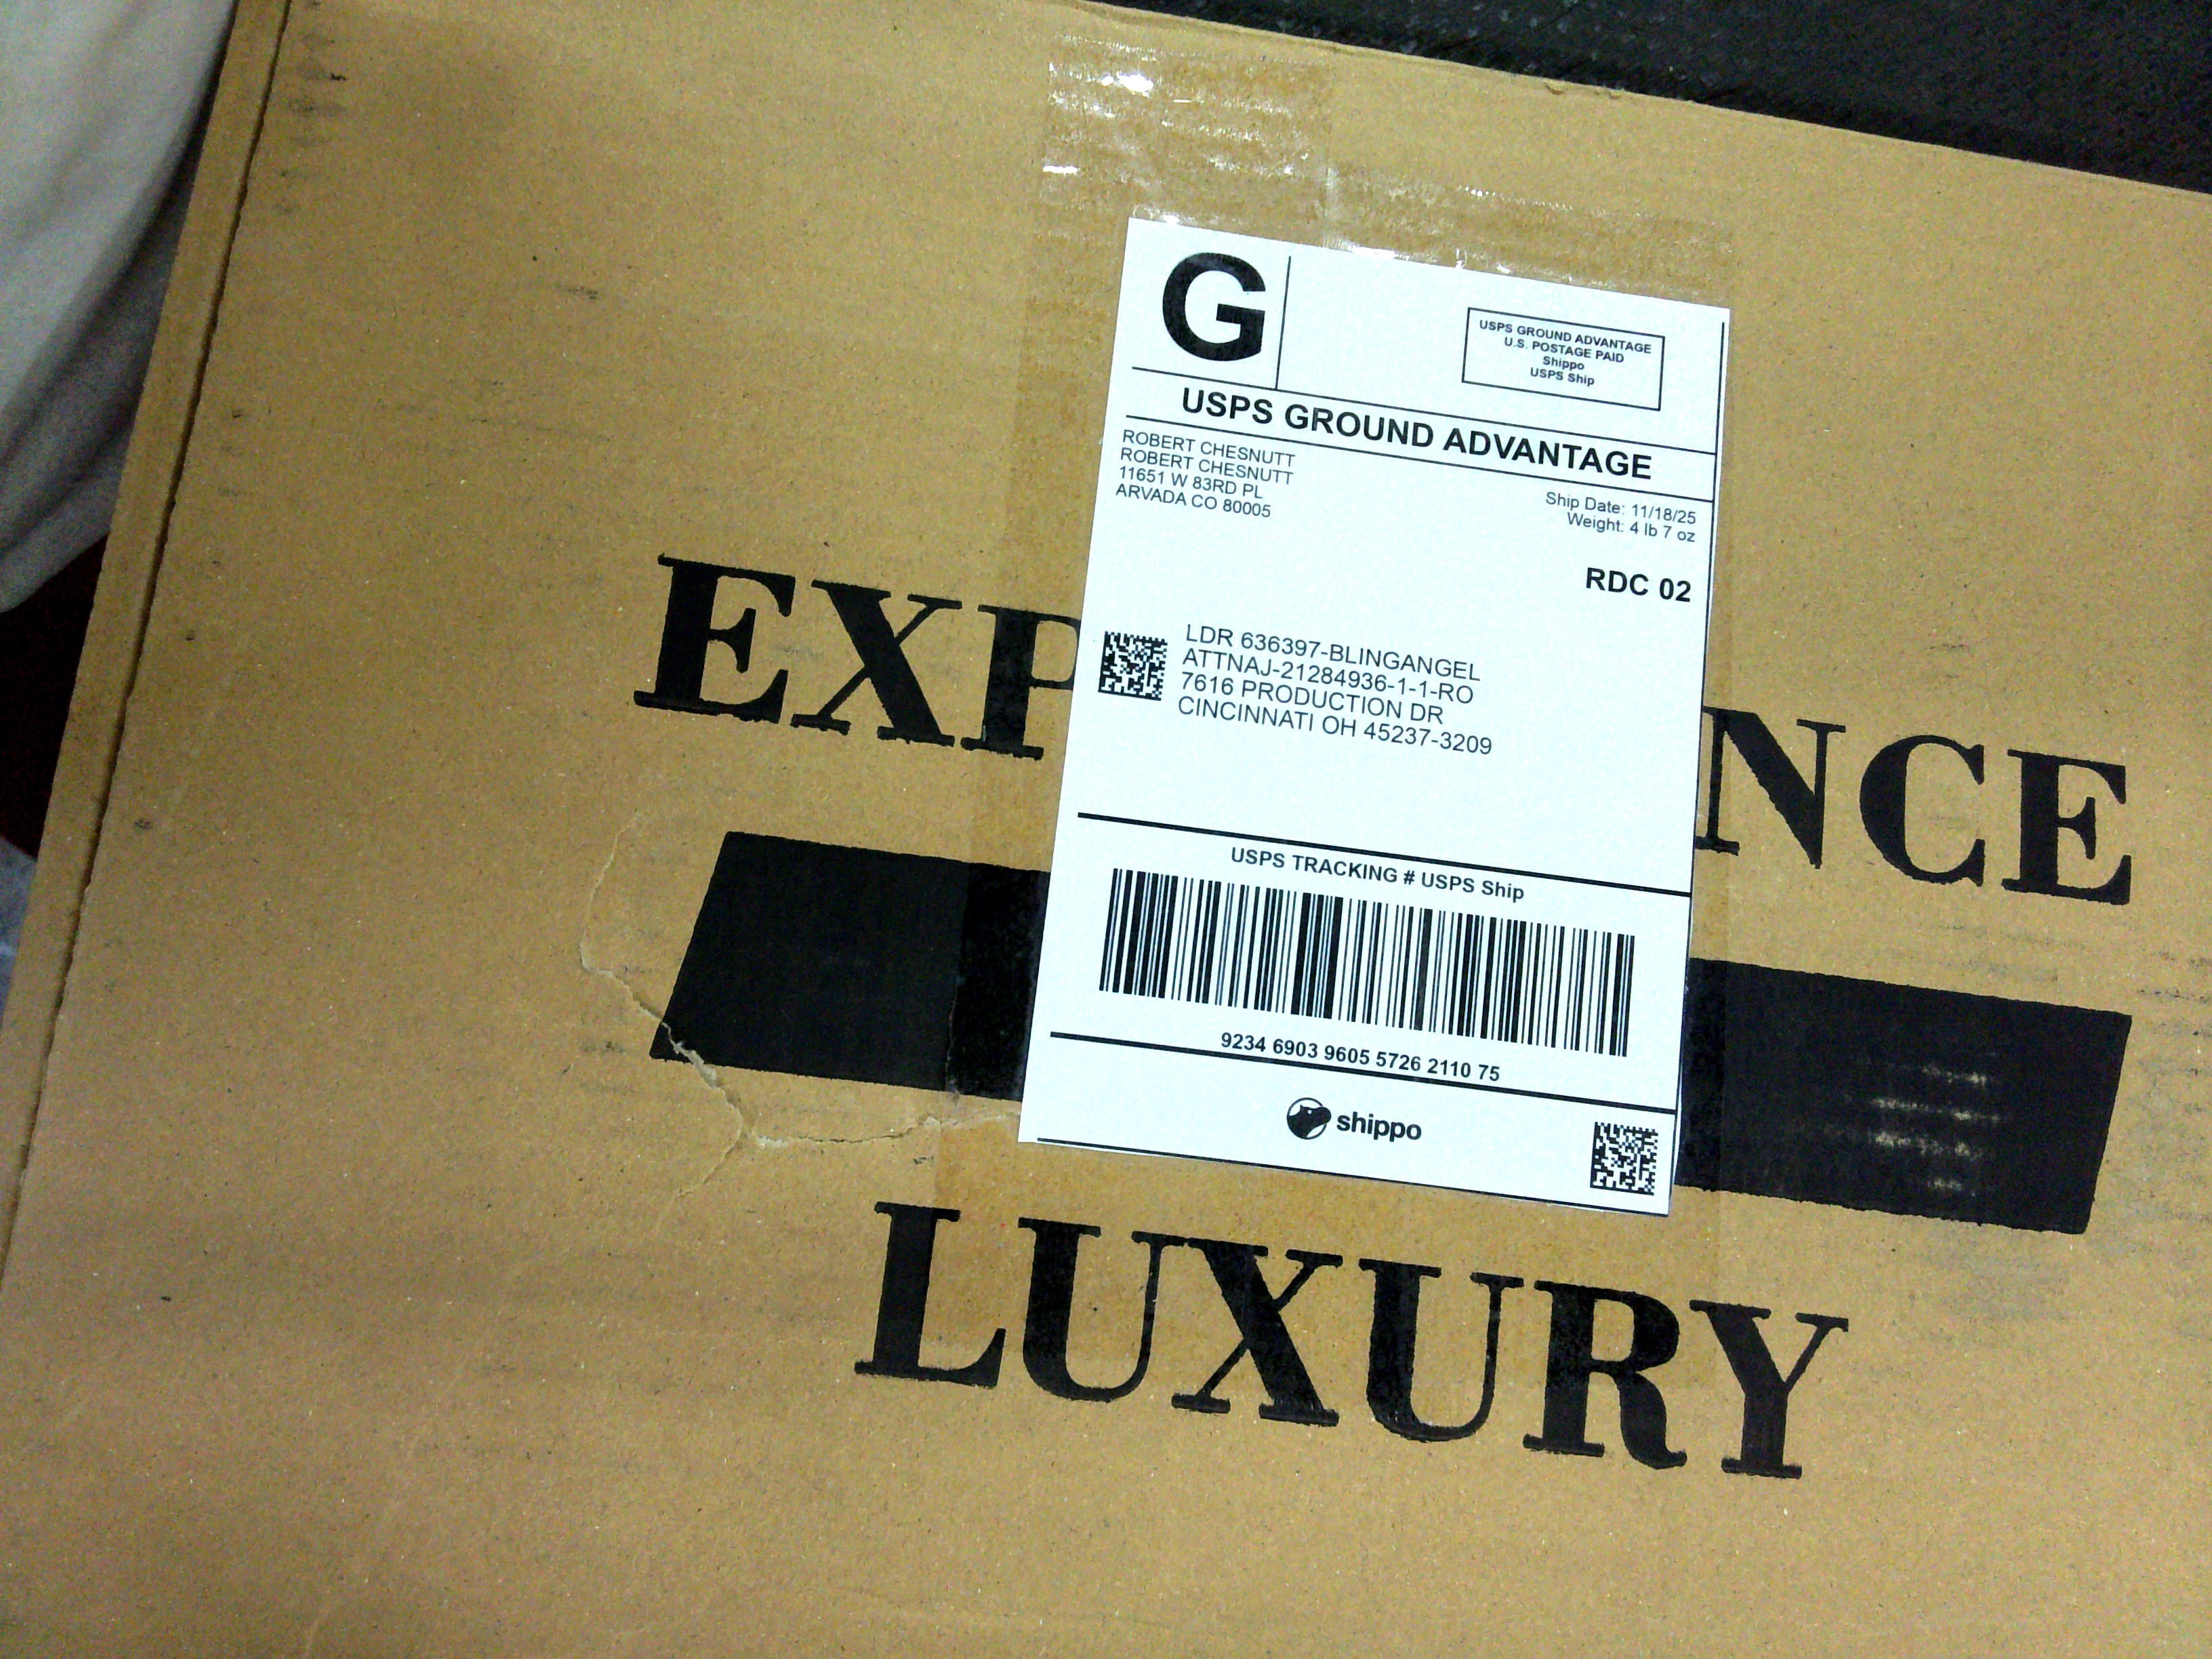 G
USPS GROUND ADVANTAGE
U.S. POSTAGE PAID
Shippo
USPS Ship
USPS GROUND ADVANTAGE
ROBERT CHESNUTT
ROBERT CHESNUTT
11651 W 83RD PL
ARVADA CO 80005
Ship Date: 11/18/25
Weight: 4 lb 7 oz
RDC 02
LDR 636397-BLINGANGEL
ATTNAJ-21284936-1-1-RO
7616 PRODUCTION DR
CINCINNATI OH 45237-3209
USPS TRACKING # USPS Ship
9234 6903 9605 5726 2110 75
shippo
EXP NCE
LUXURY